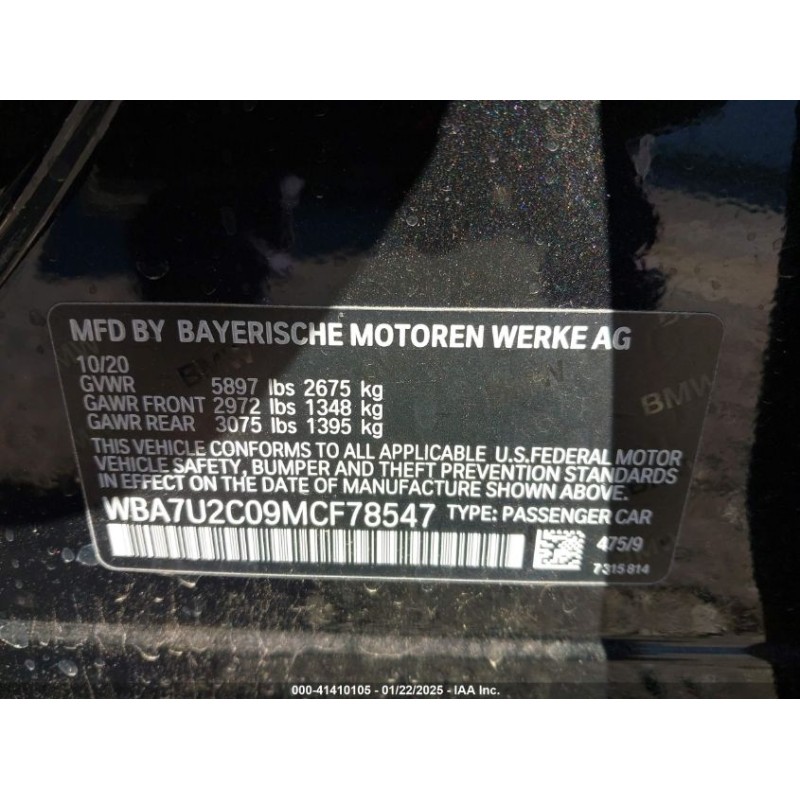 MFD BY BAYERISCHE MOTOREN WERKE AG
10/20
GVWR 5897 lbs 2675 kg
GAWR FRONT 2972 lbs 1348 kg
GAWR REAR 3075 lbs 1395 kg
THIS VEHICLE CONFORMS TO ALL APPLICABLE U.S.FEDERAL MOTOR
VEHICLE SAFETY, BUMPER AND THEFT PREVENTION STANDARDS
IN EFFECT ON THE DATE OF MANUFACTURE SHOWN ABOVE.
WBA7U2C09MCF78547 TYPE: PASSENGER CAR
475/9
7315814
BMW
BMW
000-41410105 - 01/22/2025 - IAA Inc.